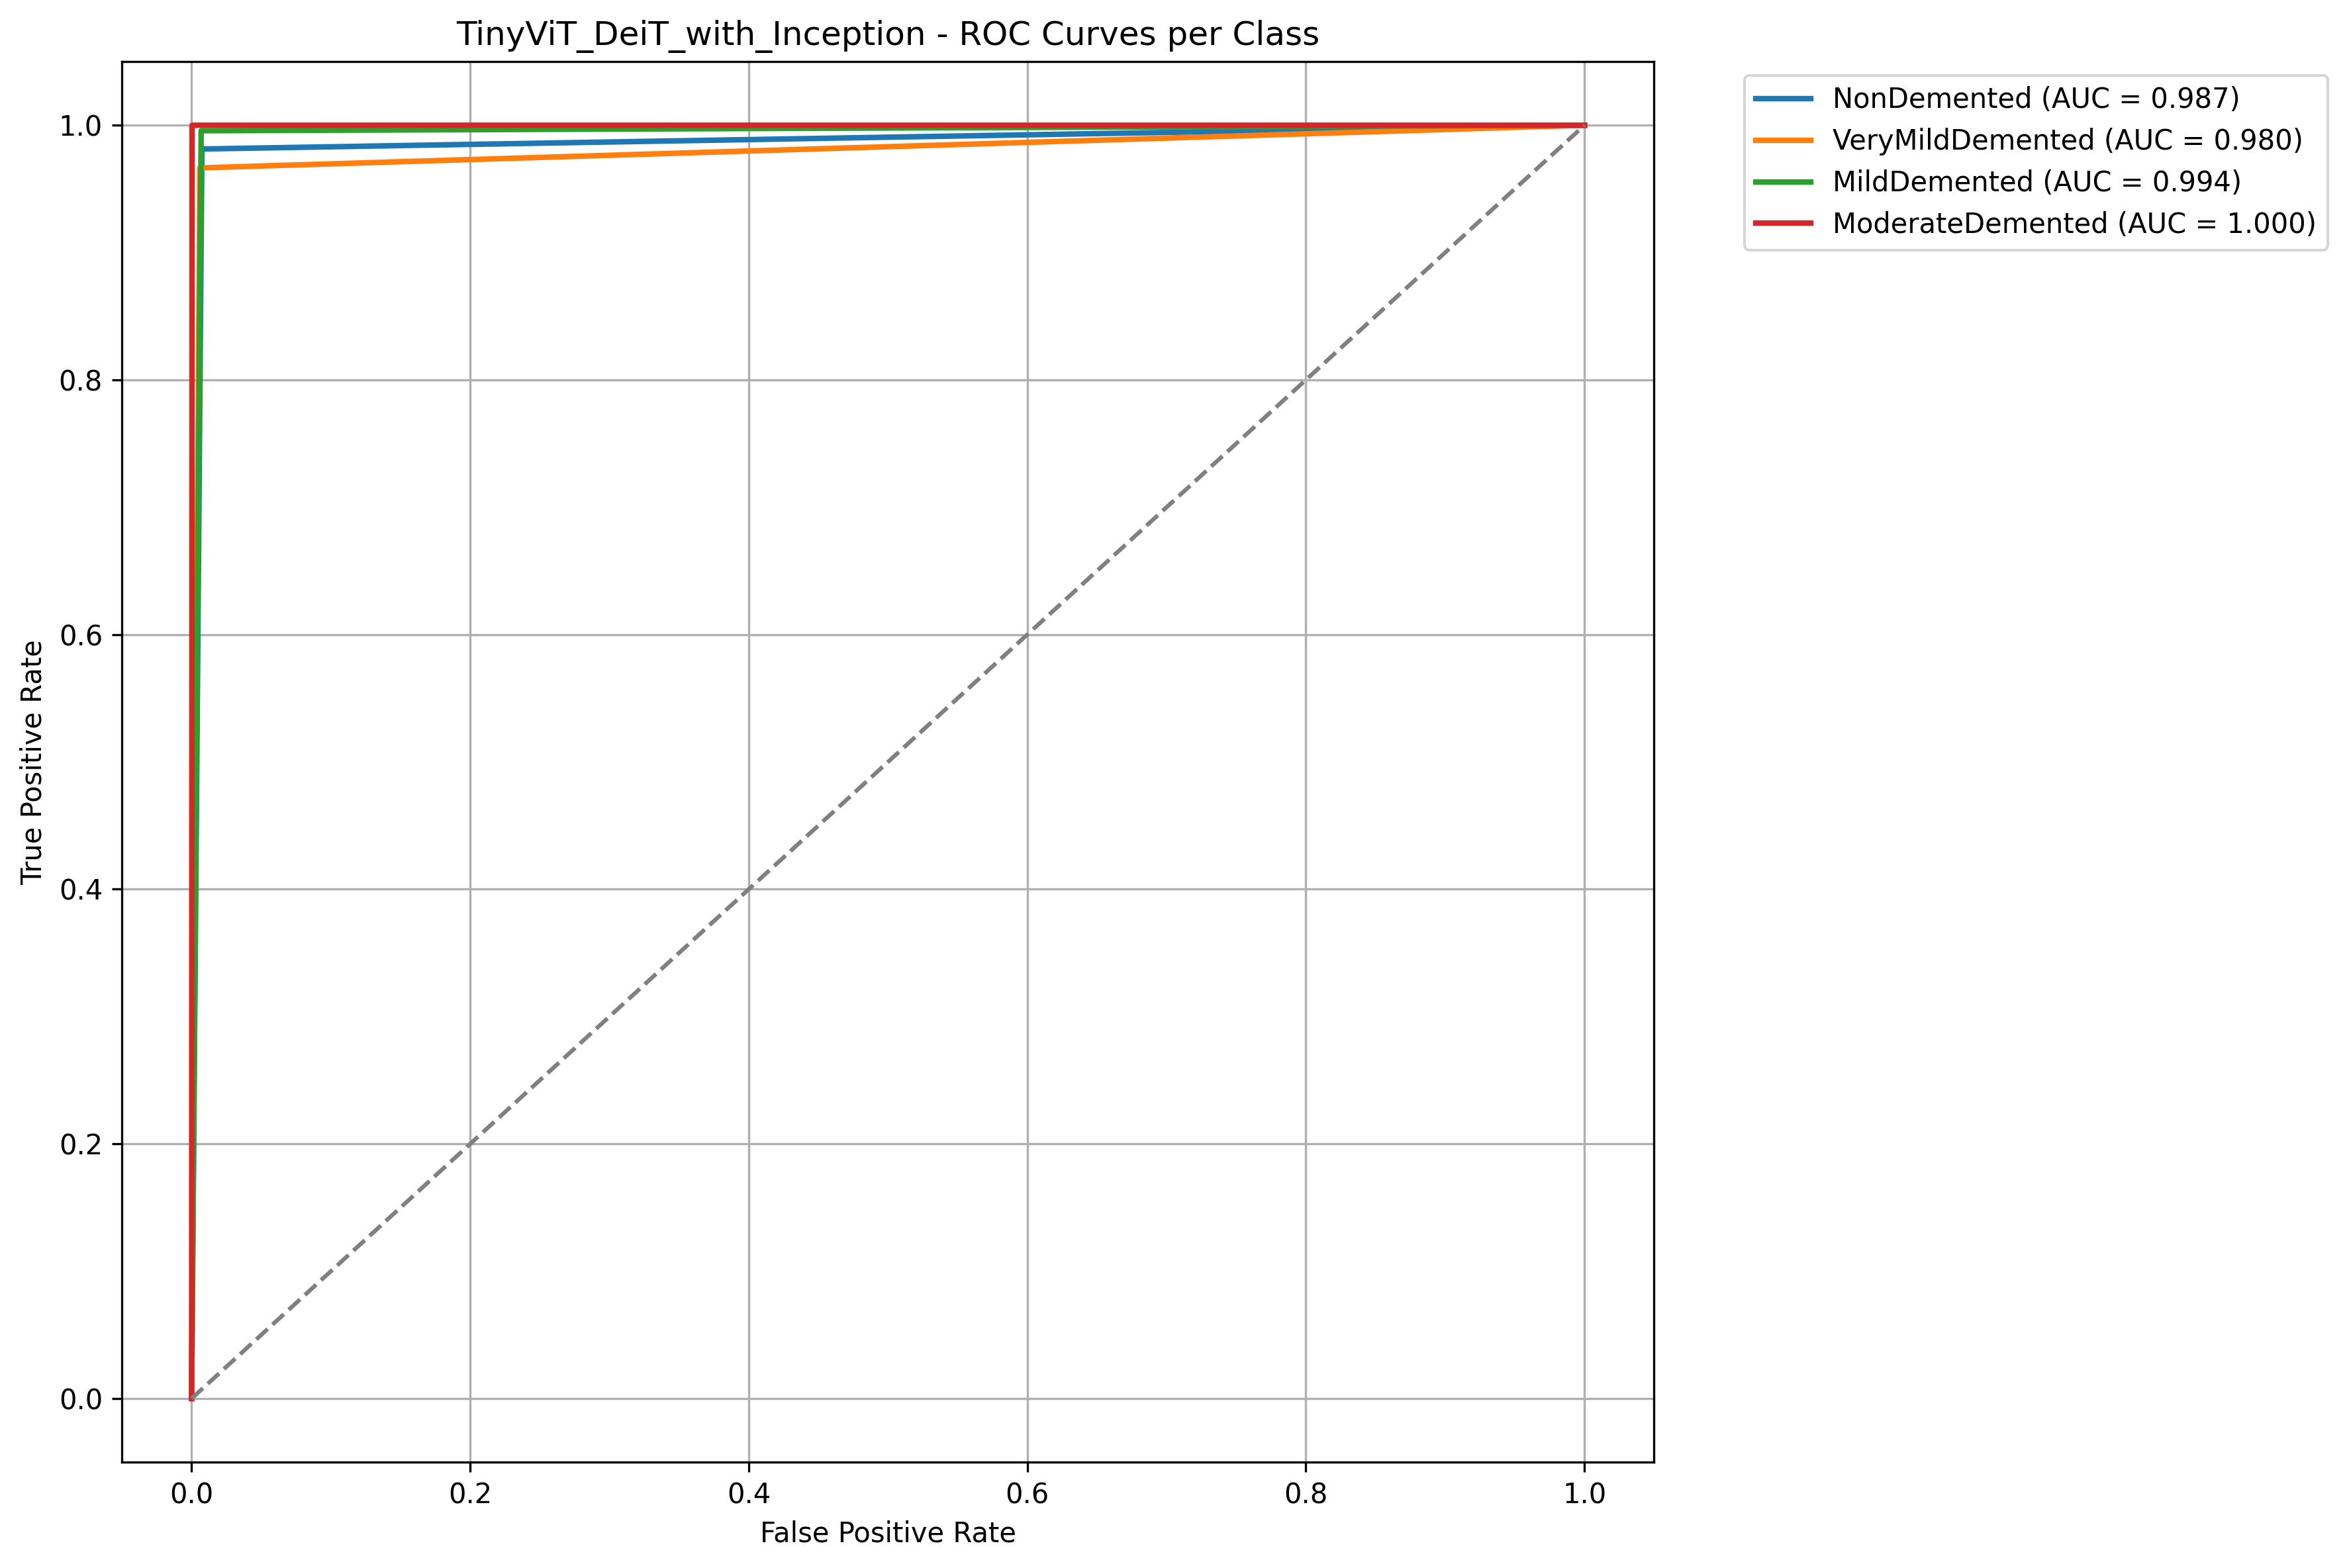 TinyViT_DeiT_with_Inception - ROC Curves per Class
NonDemented (AUC = 0.987)
VeryMildDemented (AUC = 0.980)
MildDemented (AUC = 0.994)
ModerateDemented (AUC = 1.000)
True Positive Rate
1.0
0.8
0.6
0.4
0.2
0.0
0.0 0.2 0.4 0.6 0.8 1.0
False Positive Rate